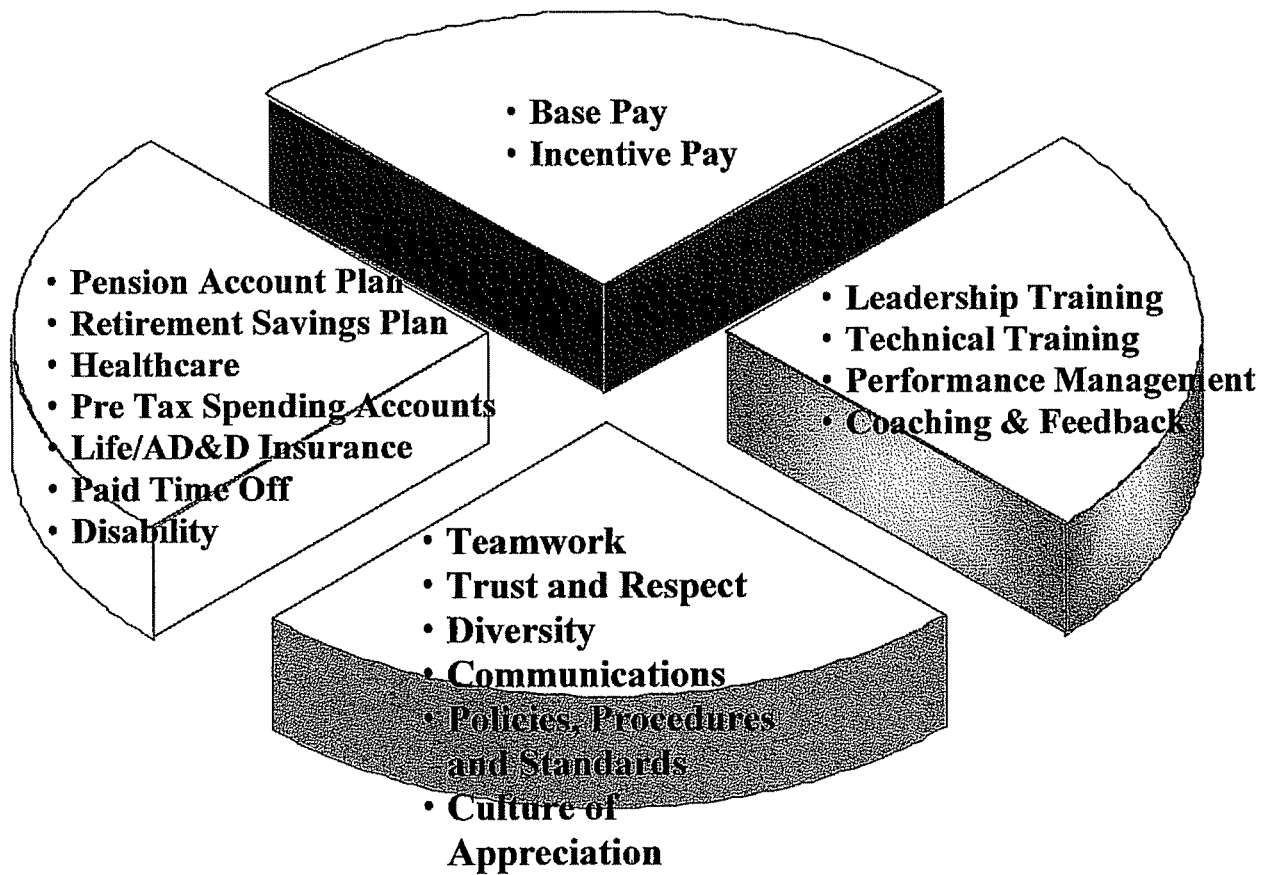 • Base Pay
• Incentive Pay
• Pension Account Plan
• Retirement Savings Plan
• Healthcare
• Pre Tax Spending Accounts
• Life/AD&D Insurance
• Paid Time Off
• Disability
• Leadership Training
• Technical Training
• Performance Management
• Coaching & Feedback
• Teamwork
• Trust and Respect
• Diversity
• Communications
• Policies, Procedures
and Standards
• Culture of
Appreciation